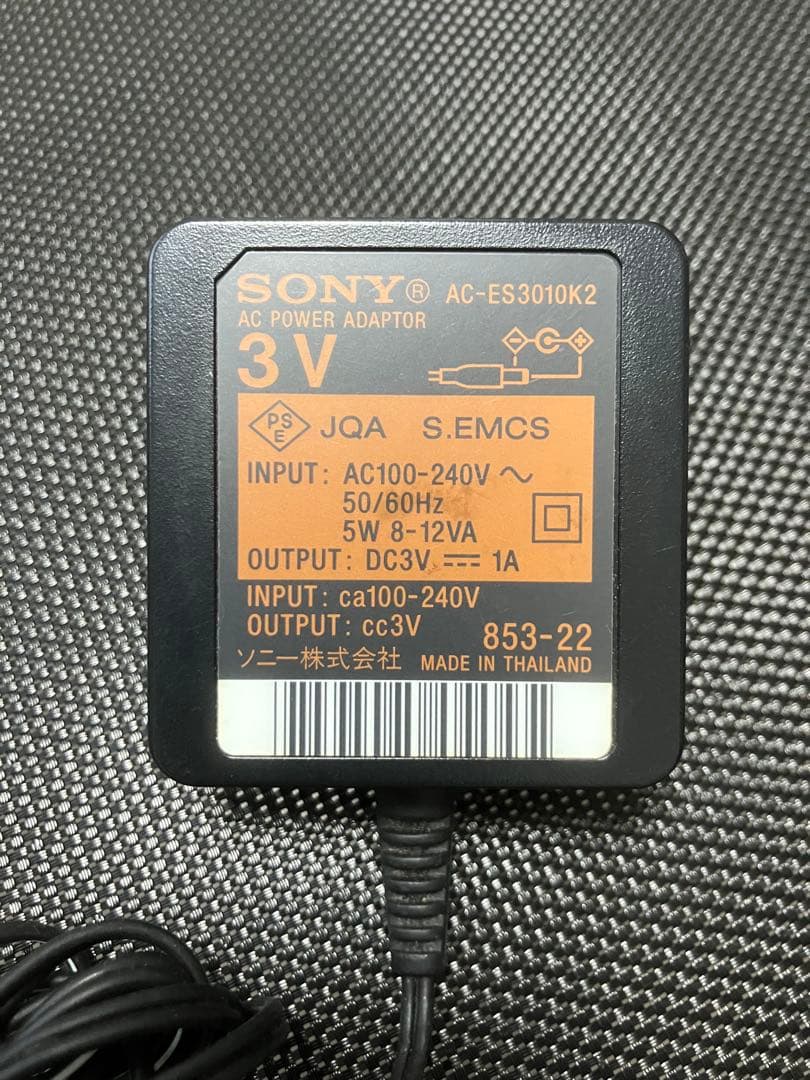 SONY® AC-ES3010K2
AC POWER ADAPTOR
3V
PSE JQA S.EMCS
INPUT: AC100-240V ～
50/60Hz
5W 8-12VA
OUTPUT: DC3V ⎓ 1A
INPUT: ca100-240V
OUTPUT: cc3V 853-22
ソニー株式会社 MADE IN THAILAND